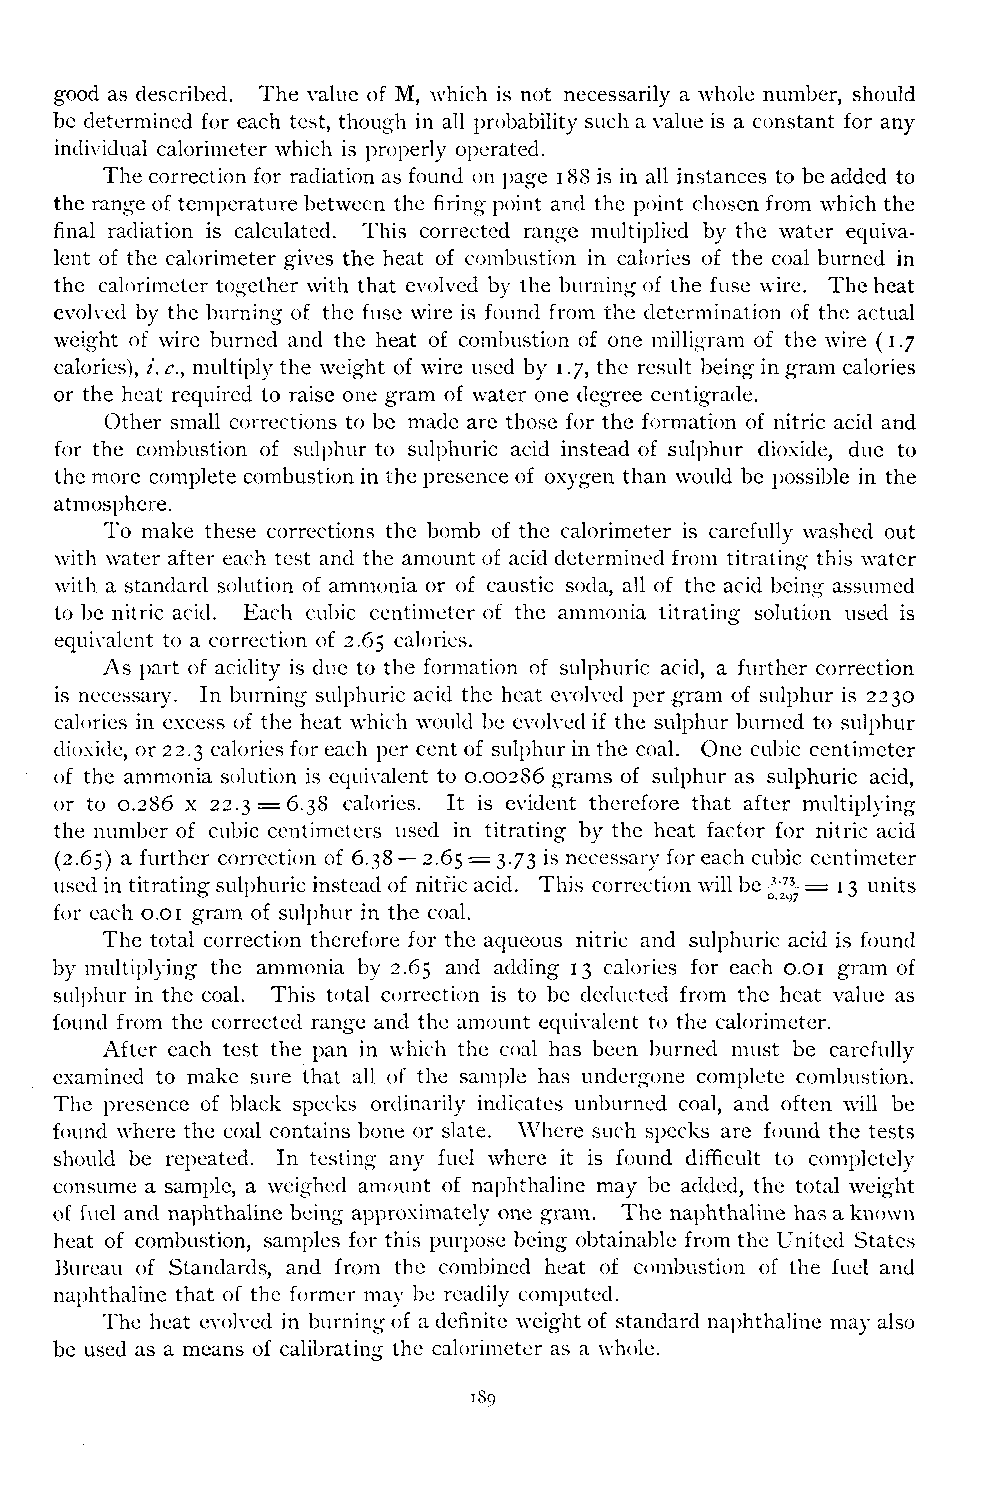 good as described. The value of M, which is not necessarily a whole number, should
be determined for each test, though in all probability such a value is a constant for any
individual calorimeter which is properly operated.
The correction for radiation as found on page 188 is in all instances to be added to
the range of temperature between the firing point and the point chosen from which the
final radiation is calculated. This corrected range multiplied by the water equiva-
lent of the calorimeter gives the heat of combustion in calories of the coal burned in
the calorimeter together with that evolved by the burning of the fuse wire. The heat
evolved by the burning of the fuse wire is found from the determination of the actual
weight of wire burned and the heat of combustion of one milligram of the wire (1.7
calories), i. e., multiply the weight of wire used by 1.7, the result being in gram calories
or the heat required to raise one gram of water one degree centigrade.
Other small corrections to be made are those for the formation of nitric acid and
for the combustion of sulphur to sulphuric acid instead of sulphur dioxide, due to
the more complete combustion in the presence of oxygen than would be possible in the
atmosphere.
To make these corrections the bomb of the calorimeter is carefully washed out
with water after each test and the amount of acid determined from titrating this water
with a standard solution of ammonia or of caustic soda, all of the acid being assumed
to be nitric acid. Each cubic centimeter of the ammonia titrating solution used is
equivalent to a correction of 2.65 calories.
As part of acidity is due to the formation of sulphuric acid, a further correction
is necessary. In burning sulphuric acid the heat evolved per gram of sulphur is 2230
calories in excess of the heat which would be evolved if the sulphur burned to sulphur
dioxide, or 22.3 calories for each per cent of sulphur in the coal. One cubic centimeter
of the ammonia solution is equivalent to 0.00286 grams of sulphur as sulphuric acid,
or to 0.286 x 22.3 = 6.38 calories. It is evident therefore that after multiplying
the number of cubic centimeters used in titrating by the heat factor for nitric acid
(2.65) a further correction of 6.38 — 2.65 = 3.73 is necessary for each cubic centimeter
used in titrating sulphuric instead of nitric acid. This correction will be 3.73/0.297 = 13 units
for each 0.01 gram of sulphur in the coal.
The total correction therefore for the aqueous nitric and sulphuric acid is found
by multiplying the ammonia by 2.65 and adding 13 calories for each 0.01 gram of
sulphur in the coal. This total correction is to be deducted from the heat value as
found from the corrected range and the amount equivalent to the calorimeter.
After each test the pan in which the coal has been burned must be carefully
examined to make sure that all of the sample has undergone complete combustion.
The presence of black specks ordinarily indicates unburned coal, and often will be
found where the coal contains bone or slate. Where such specks are found the tests
should be repeated. In testing any fuel where it is found difficult to completely
consume a sample, a weighed amount of naphthaline may be added, the total weight
of fuel and naphthaline being approximately one gram. The naphthaline has a known
heat of combustion, samples for this purpose being obtainable from the United States
Bureau of Standards, and from the combined heat of combustion of the fuel and
naphthaline that of the former may be readily computed.
The heat evolved in burning of a definite weight of standard naphthaline may also
be used as a means of calibrating the calorimeter as a whole.
189